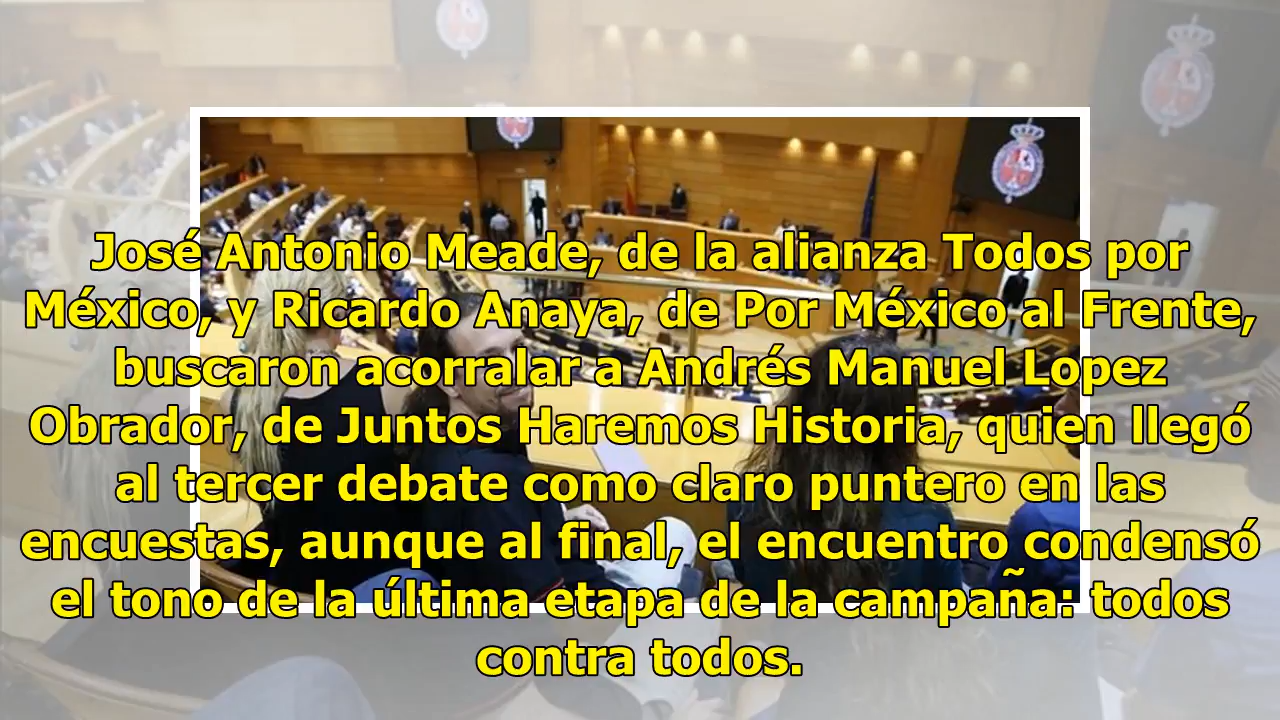 José Antonio Meade, de la alianza Todos por
México, y Ricardo Anaya, de Por México al Frente,
buscaron acorralar a Andrés Manuel Lopez
Obrador, de Juntos Haremos Historia, quien llegó
al tercer debate como claro puntero en las
encuestas, aunque al final, el encuentro condensó
el tono de la última etapa de la campaña: todos
contra todos.